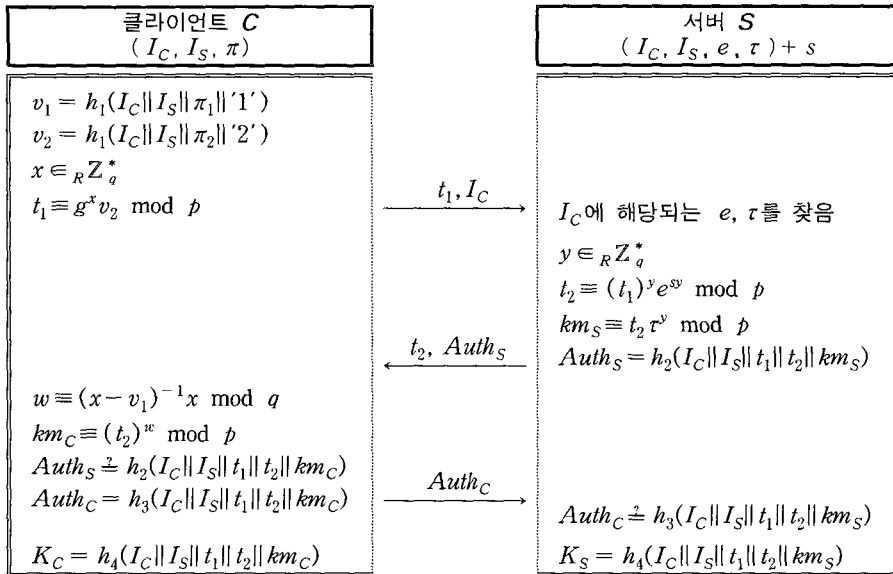 클라이언트 C
(I_C, I_S, π)
서버 S
(I_C, I_S, e, τ) + s
v_1 = h_1(I_C||I_S||π_1||'1')
v_2 = h_1(I_C||I_S||π_2||'2')
x ∈_R Z_q^*
t_1 ≡ g^x v_2 mod p
t_1, I_C
I_C에 해당되는 e, τ를 찾음
y ∈_R Z_q^*
t_2 ≡ (t_1)^y e^{sy} mod p
km_S ≡ t_2 τ^y mod p
t_2, Auth_S
Auth_S = h_2(I_C||I_S||t_1||t_2||km_S)
w ≡ (x − v_1)^{−1} x mod q
km_C ≡ (t_2)^w mod p
Auth_S ≟ h_2(I_C||I_S||t_1||t_2||km_C)
Auth_C = h_3(I_C||I_S||t_1||t_2||km_C)
Auth_C
Auth_C ≟ h_3(I_C||I_S||t_1||t_2||km_S)
K_C = h_4(I_C||I_S||t_1||t_2||km_C)
K_S = h_4(I_C||I_S||t_1||t_2||km_S)